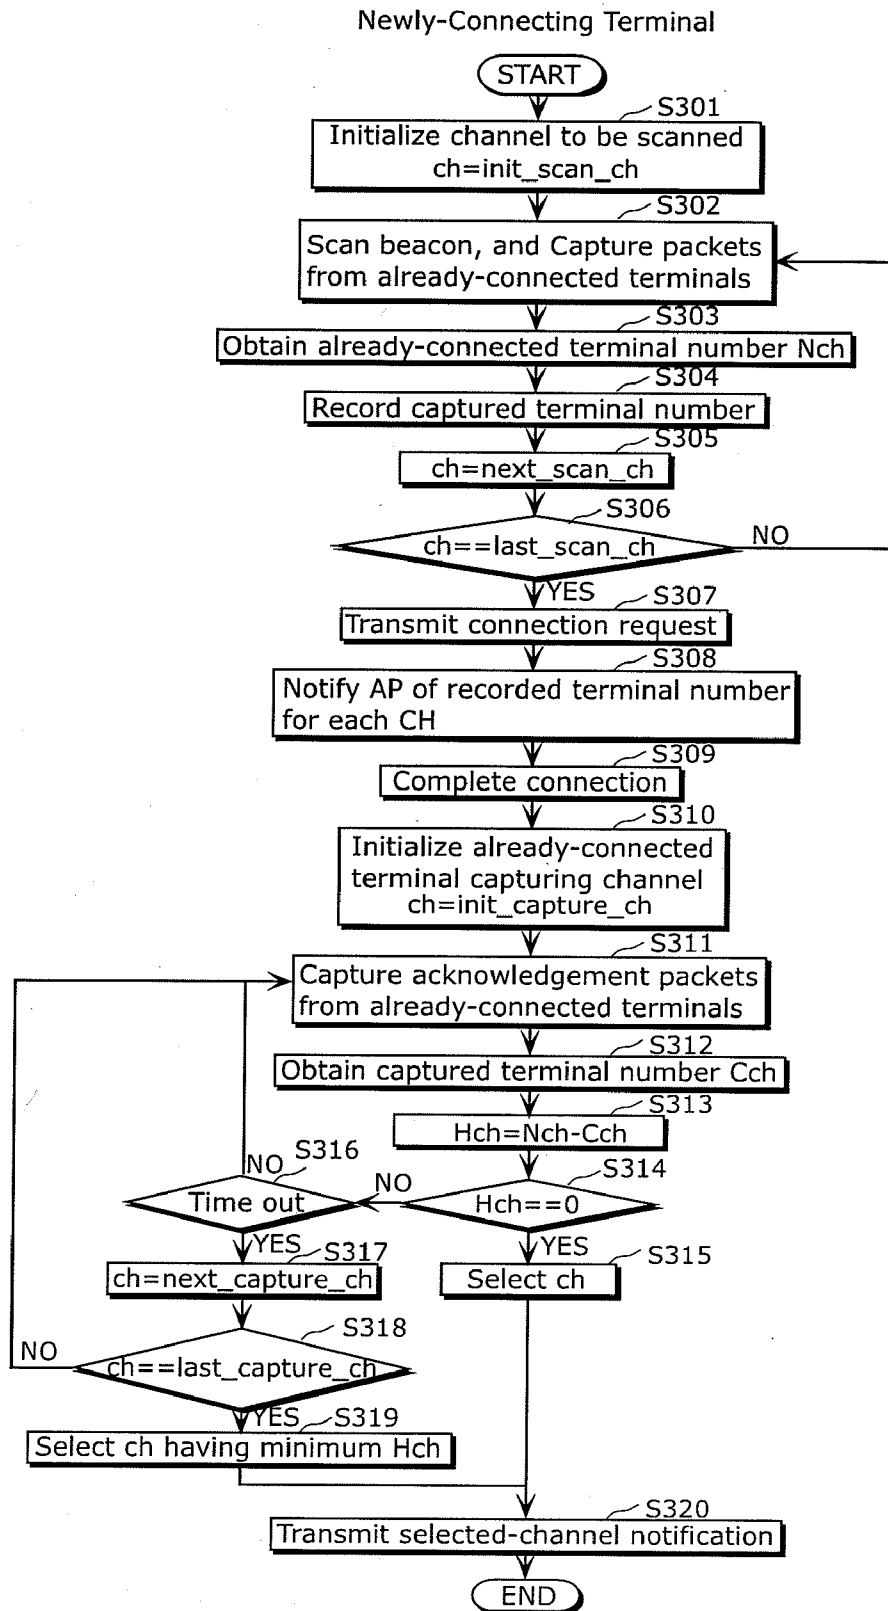 Newly-Connecting Terminal
START
S301
Initialize channel to be scanned
ch=init_scan_ch
S302
Scan beacon, and Capture packets
from already-connected terminals
S303
Obtain already-connected terminal number Nch
S304
Record captured terminal number
S305
ch=next_scan_ch
S306
ch==last_scan_ch
NO
YES
S307
Transmit connection request
S308
Notify AP of recorded terminal number
for each CH
S309
Complete connection
S310
Initialize already-connected
terminal capturing channel
ch=init_capture_ch
S311
Capture acknowledgement packets
from already-connected terminals
S312
Obtain captured terminal number Cch
S313
Hch=Nch-Cch
S314
Hch==0
NO
YES
S316
Time out
NO
YES
S315
Select ch
S317
ch=next_capture_ch
S318
ch==last_capture_ch
NO
YES
S319
Select ch having minimum Hch
S320
Transmit selected-channel notification
END